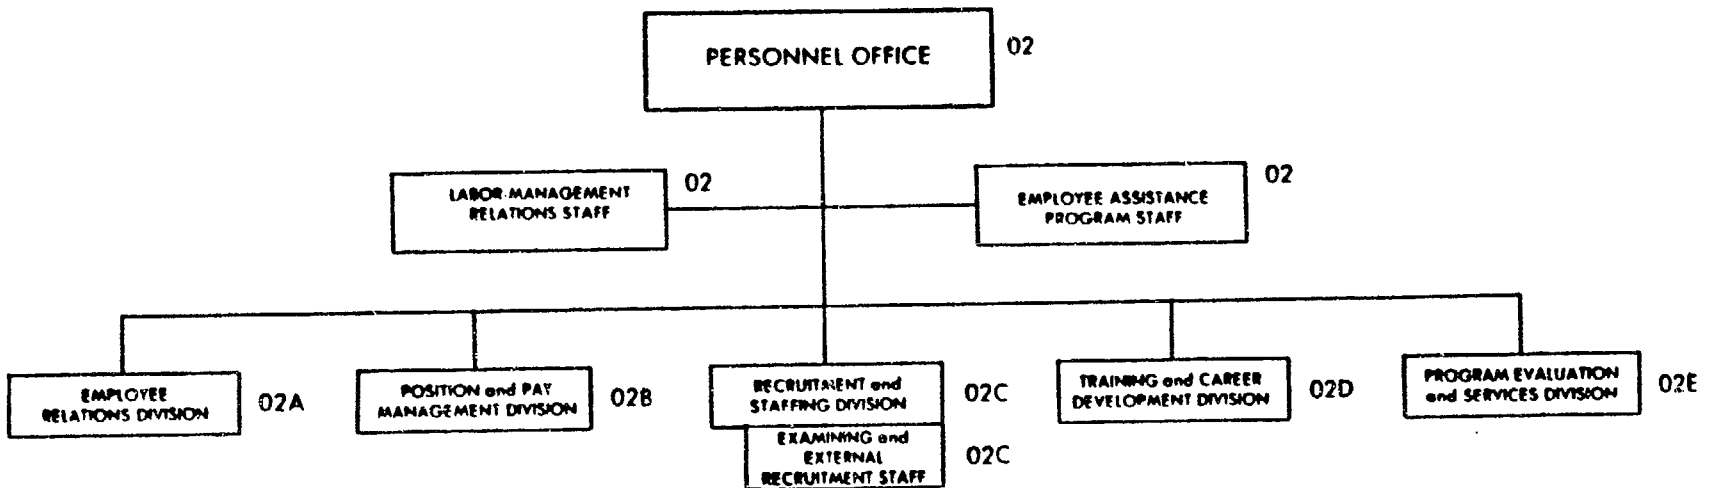 PERSONNEL OFFICE
02
LABOR-MANAGEMENT
RELATIONS STAFF
02
EMPLOYEE ASSISTANCE
PROGRAM STAFF
02
EMPLOYEE
RELATIONS DIVISION
02A
POSITION and PAY
MANAGEMENT DIVISION
02B
RECRUITMENT and
STAFFING DIVISION
02C
EXAMINING and
EXTERNAL
RECRUITMENT STAFF
02C
TRAINING and CAREER
DEVELOPMENT DIVISION
02D
PROGRAM EVALUATION
and SERVICES DIVISION
02E